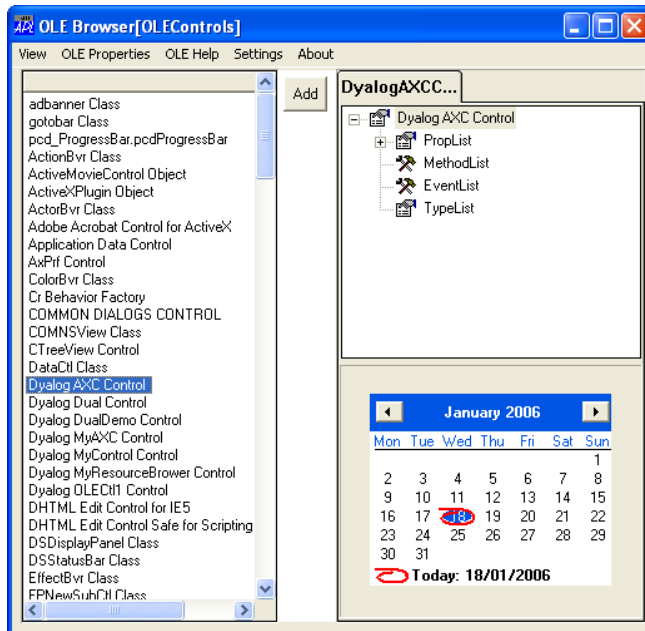 APL OLE Browser[OLEControls]
View OLE Properties OLE Help Settings About
adbanner Class
gotobar Class
pcd_ProgressBar.pcdProgressBar
ActionBvr Class
ActiveMovieControl Object
ActiveXPlugin Object
ActorBvr Class
Adobe Acrobat Control for ActiveX
Application Data Control
AxPrf Control
ColorBvr Class
Cr Behavior Factory
COMMON DIALOGS CONTROL
COMNSView Class
CTreeView Control
DataCtl Class
Dyalog AXC Control
Dyalog Dual Control
Dyalog DualDemo Control
Dyalog MyAXC Control
Dyalog MyControl Control
Dyalog MyResourceBrower Control
Dyalog OLECtl1 Control
DHTML Edit Control for IE5
DHTML Edit Control Safe for Scripting
DSDisplayPanel Class
DSStatusBar Class
EffectBvr Class
FPNewSubCtl Class
Add
DyalogAXCC...
Dyalog AXC Control
PropList
MethodList
EventList
TypeList
January 2006
Mon Tue Wed Thu Fri Sat Sun
1
2 3 4 5 6 7 8
9 10 11 12 13 14 15
16 17 18 19 20 21 22
23 24 25 26 27 28 29
30 31
Today: 18/01/2006